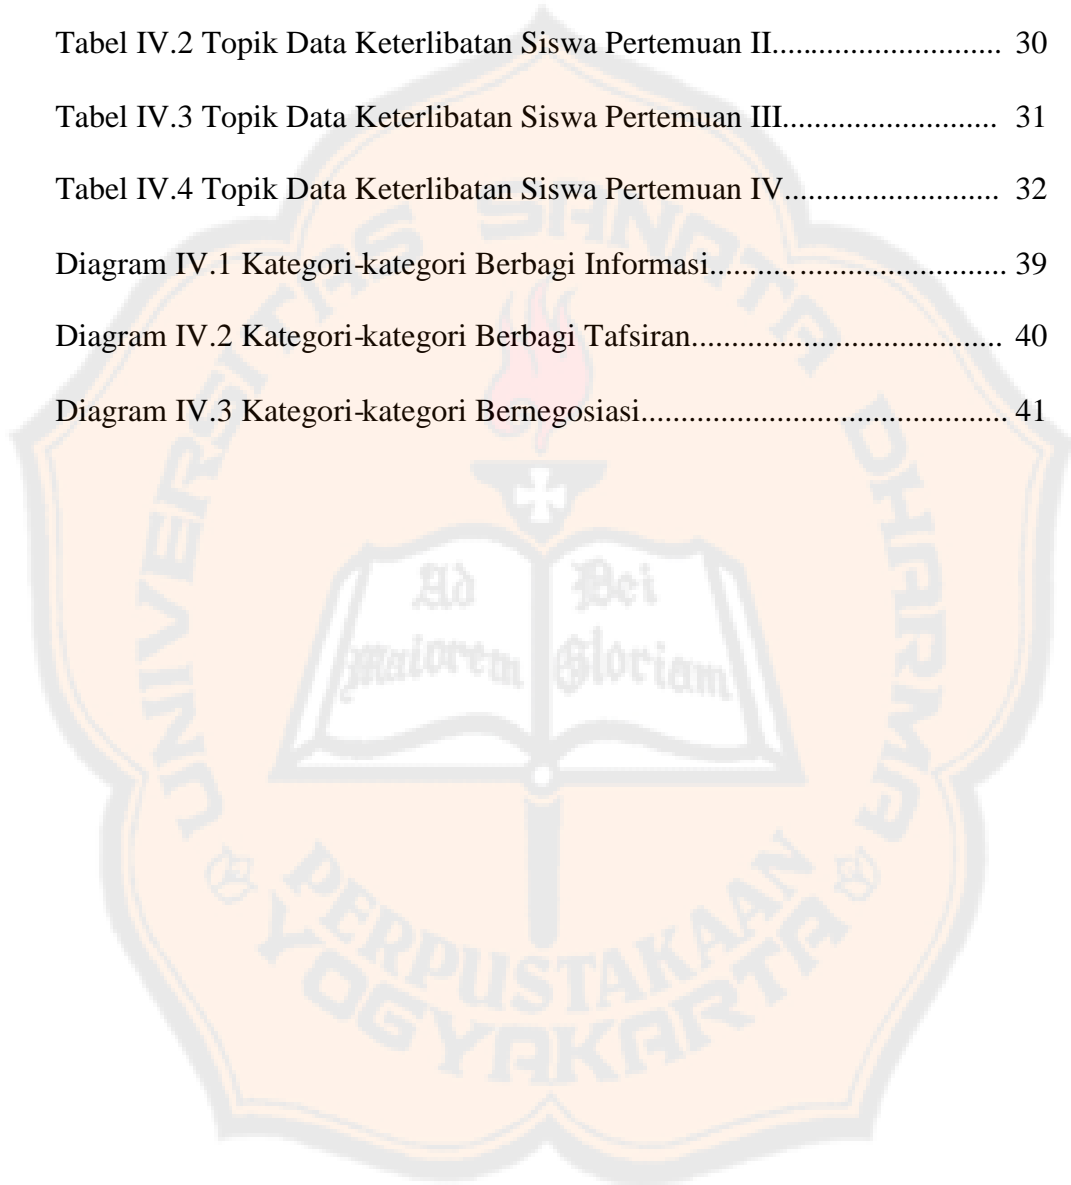 Tabel IV.2 Topik Data Keterlibatan Siswa Pertemuan II............................ 30
Tabel IV.3 Topik Data Keterlibatan Siswa Pertemuan III.......................... 31
Tabel IV.4 Topik Data Keterlibatan Siswa Pertemuan IV.......................... 32
Diagram IV.1 Kategori-kategori Berbagi Informasi.................................... 39
Diagram IV.2 Kategori-kategori Berbagi Tafsiran...................................... 40
Diagram IV.3 Kategori-kategori Bernegosiasi............................................. 41
UNIVERSITAS SANATA DHARMA
Ad Dei
Maiorem Gloriam
PERPUSTAKAAN
YOGYAKARTA